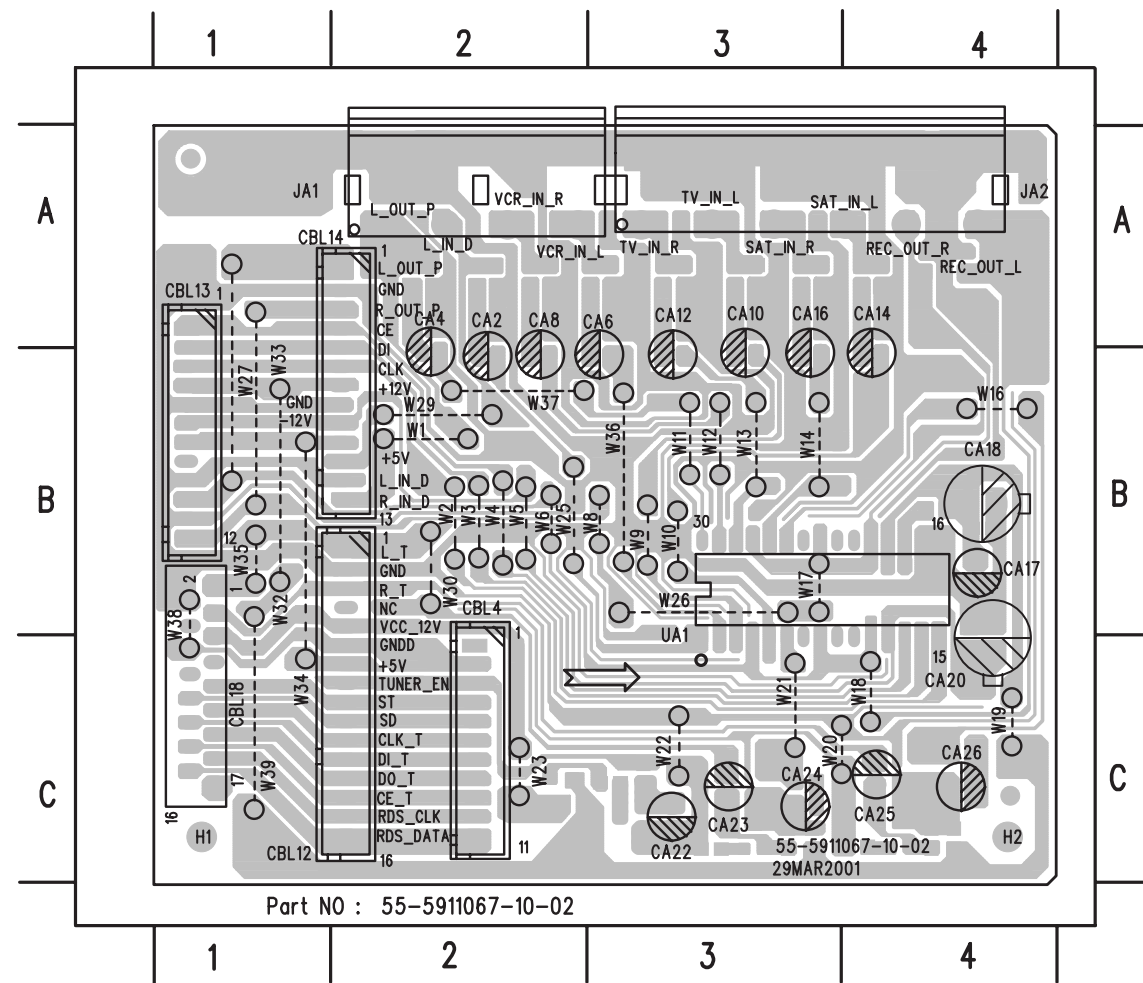 1 2 3 4
A A
JA1 L_OUT_P VCR_IN_R TV_IN_L SAT_IN_L JA2
CBL14 L_IN_D VCR_IN_L TV_IN_R SAT_IN_R REC_OUT_R REC_OUT_L
1
L_OUT_P
CBL13 1
GND
R_OUT_P
CA4 CA2 CA8 CA6 CA12 CA10 CA16 CA14
CE
DI
CLK
+12V
W33
W27
W37
GND
W29
W16
-12V
W1
W36 W11 W12 W13 W14
+5V
CA18
L_IN_D
R_IN_D
B B
W2 W3 W4 W5 W6 W25 W8 W9 W10
30 16
13
12
1
L_T
GND
W35
R_T
W30
W17
CA17
2 1
NC
W32
CBL4
W26
W38
VCC_12V
1
UA1
GNDD
15
+5V
TUNER_EN
W34
CA20
CBL18
ST
W21 W18
SD
W19
CLK_T
W22 W20
CA26
DI_T
W23
C C
17
W39
DO_T
CA24
CE_T
CA23 CA25
16
RDS_CLK
H1
RDS_DATA
H2
CBL12
16
11
CA22
55-5911067-10-02
29MAR2001
Part NO : 55-5911067-10-02
1 2 3 4